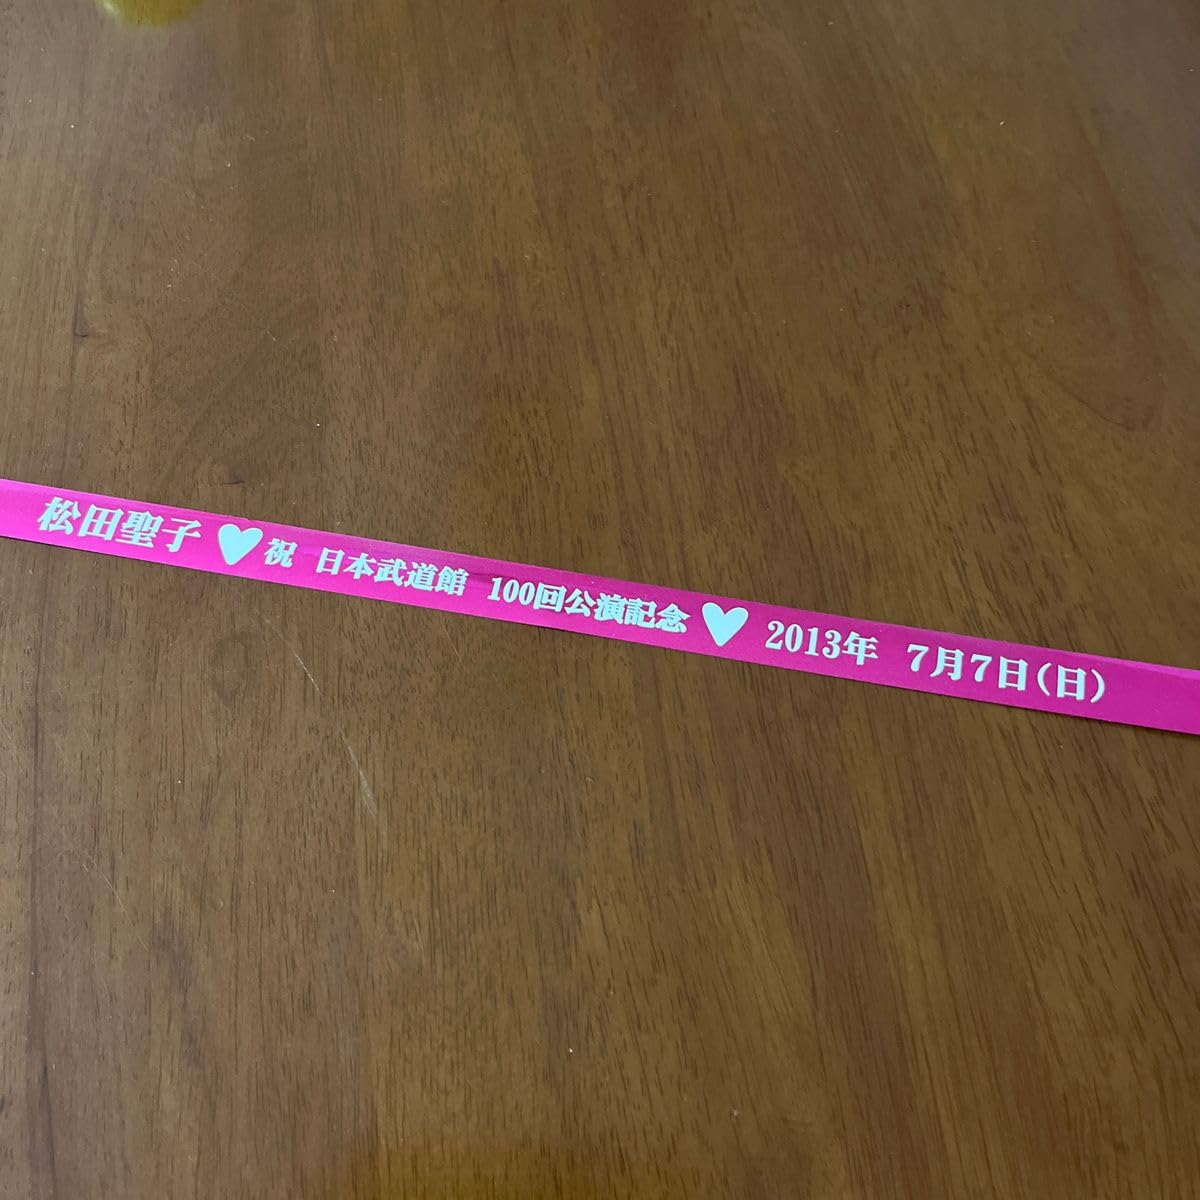 松田聖子 ♥ 祝 日本武道館 100回公演記念 ♥ 2013年 7月7日(日)